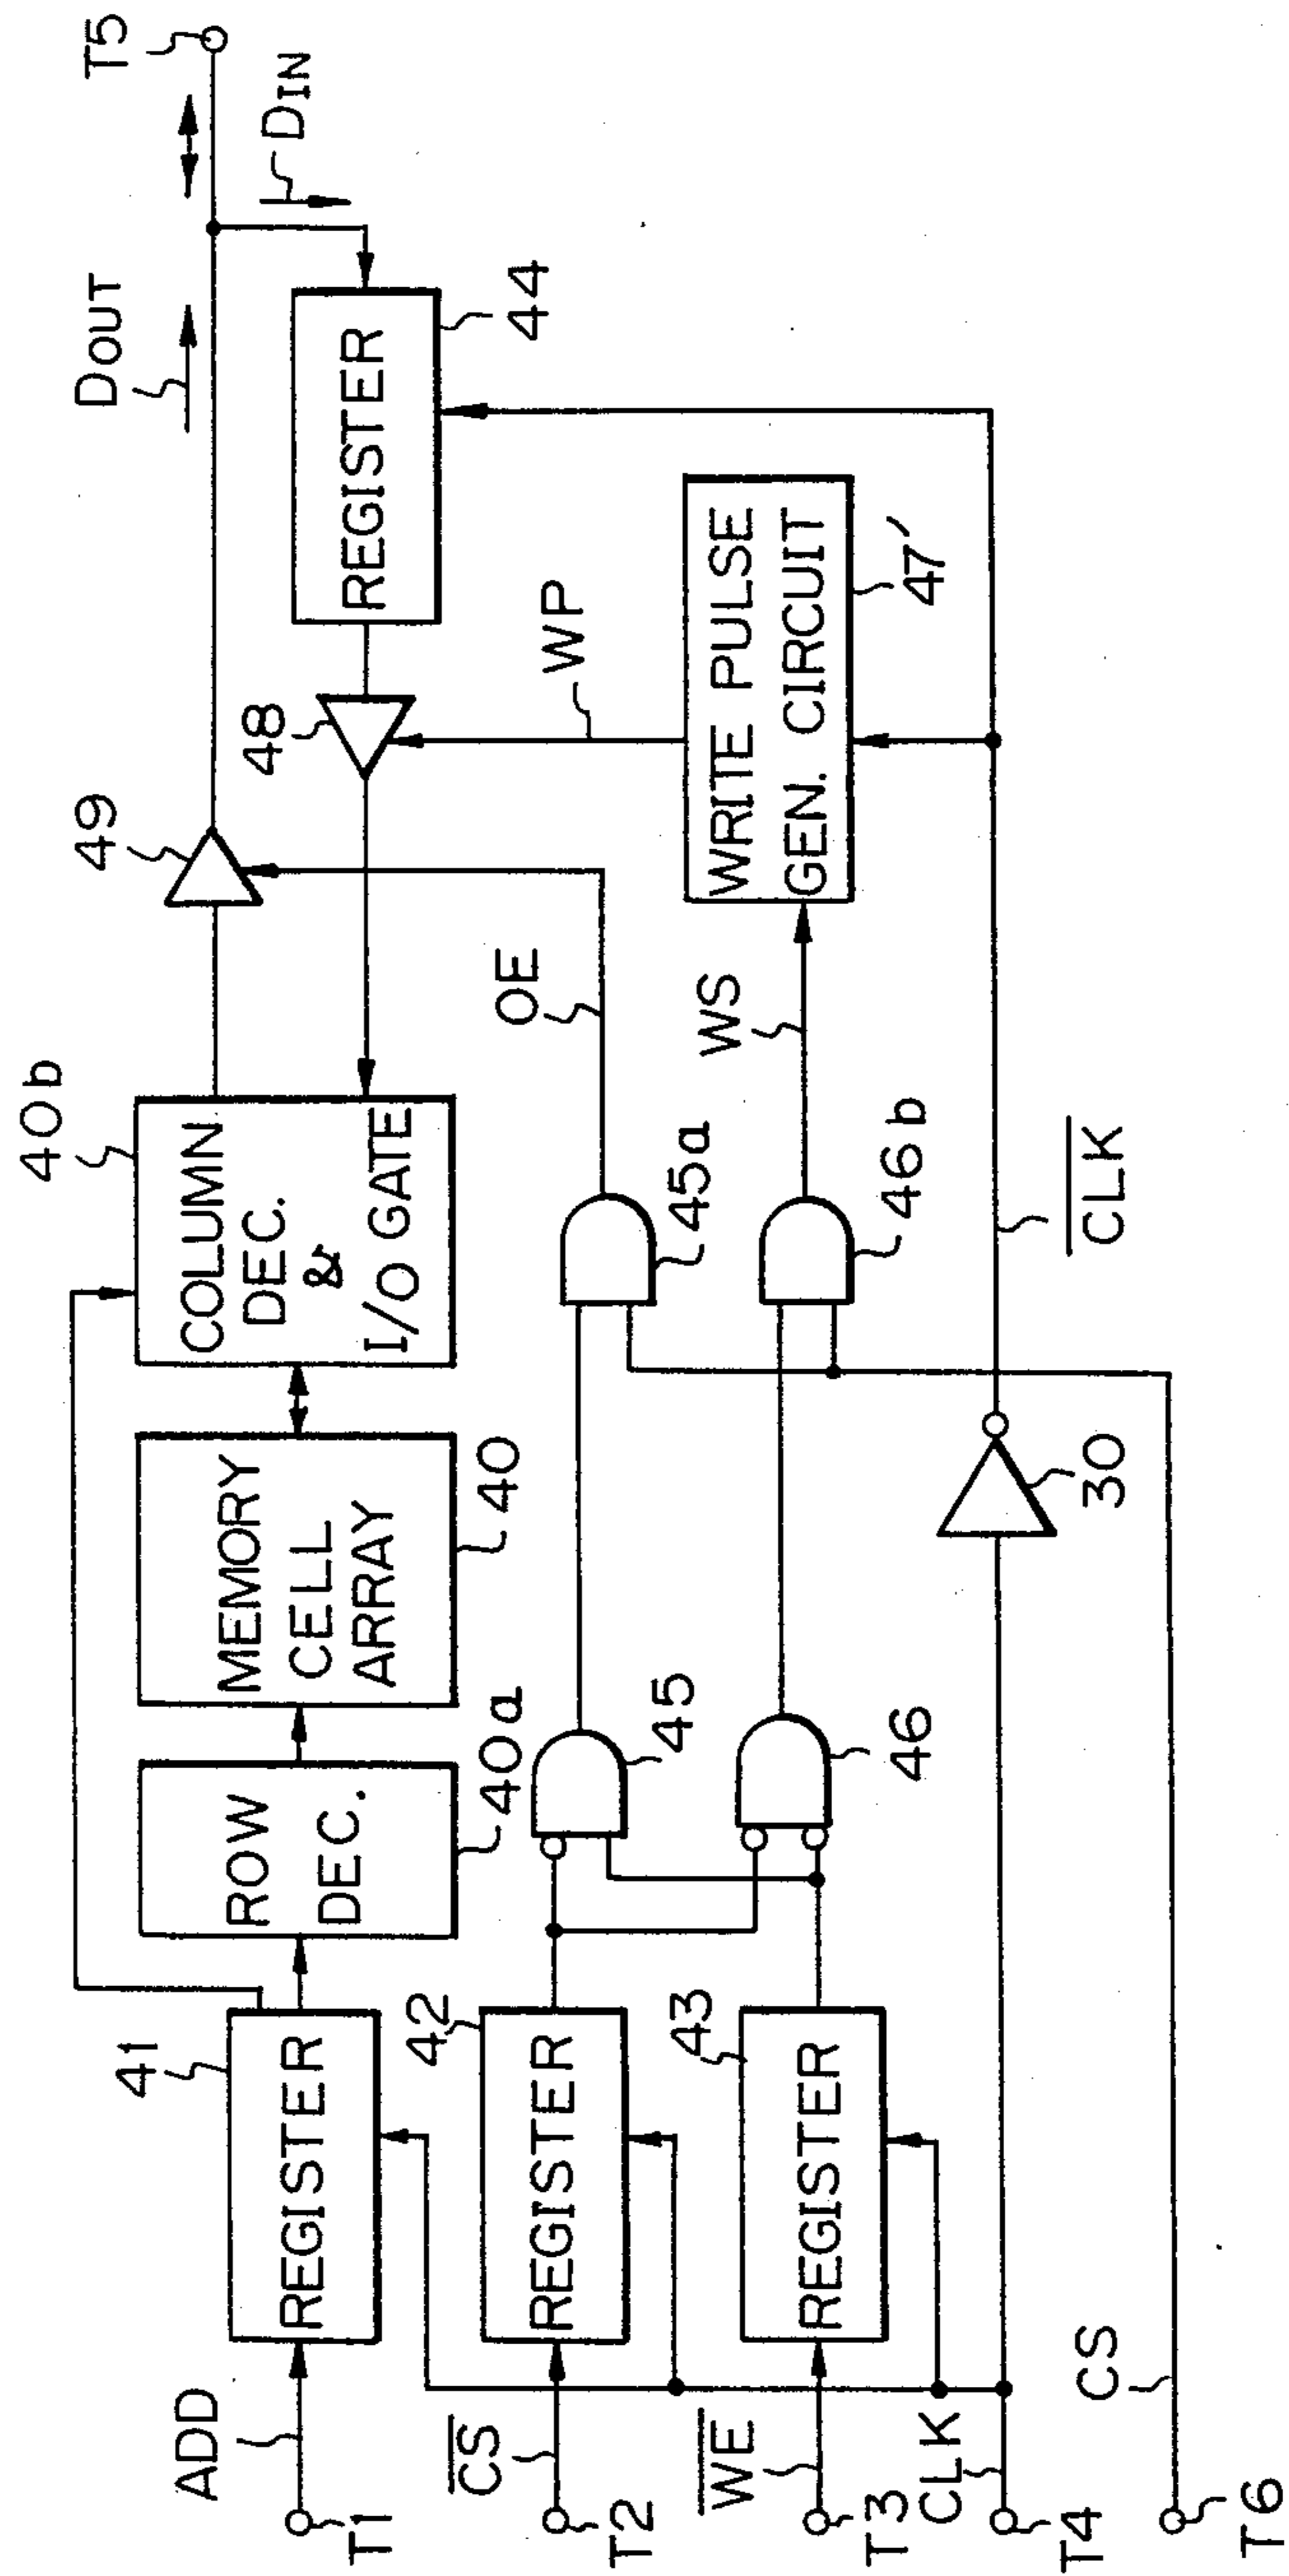 ADD
T1
41
REGISTER
ROW
DEC.
40a
MEMORY
CELL
ARRAY
40
40b
COLUMN
DEC.
&
I/O GATE
49
DOUT
T5
DIN
48
REGISTER
44
CS
T2
42
REGISTER
45
45a
OE
WP
WE
T3
43
REGISTER
46
46b
WS
WRITE PULSE
GEN. CIRCUIT
47'
CLK
T4
30
CLK
CS
T6